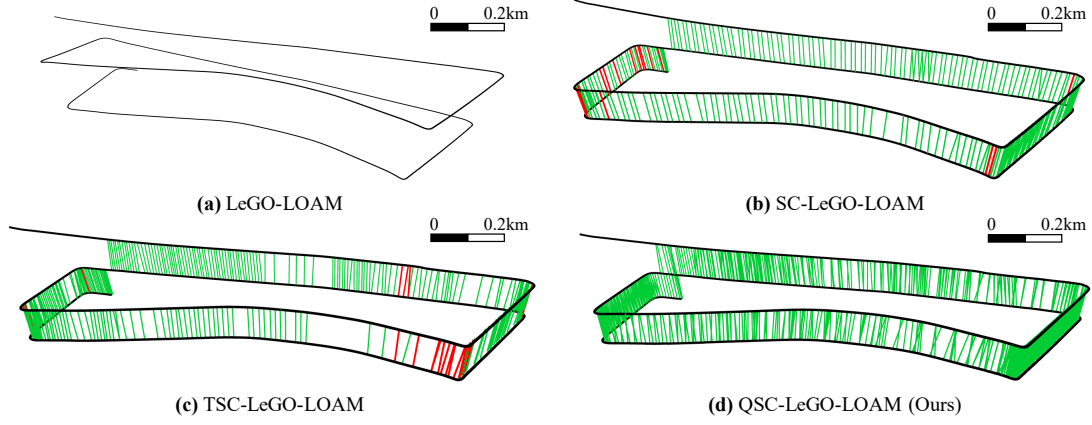 0 0.2km
0 0.2km
(a) LeGO-LOAM
(b) SC-LeGO-LOAM
0 0.2km
0 0.2km
(c) TSC-LeGO-LOAM
(d) QSC-LeGO-LOAM (Ours)